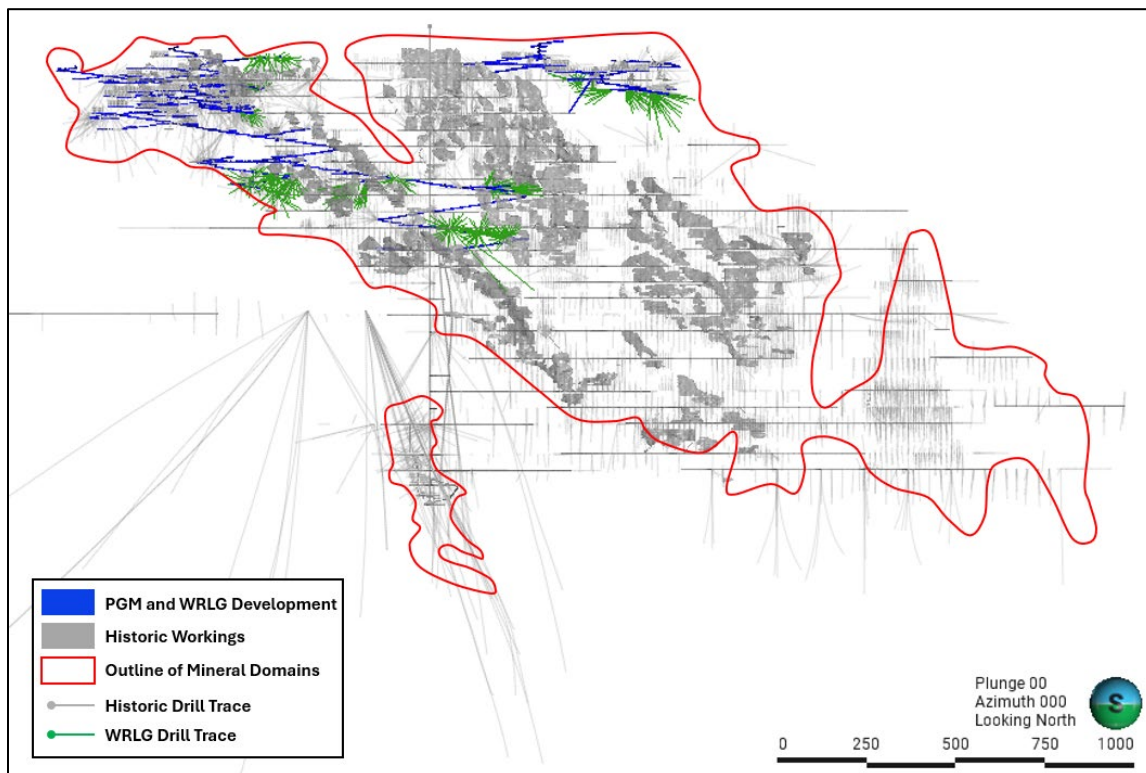 PGM and WRLG Development
Historic Workings
Outline of Mineral Domains
Historic Drill Trace
WRLG Drill Trace
Plunge 00
Azimuth 000
Looking North
S
0 250 500 750 1000